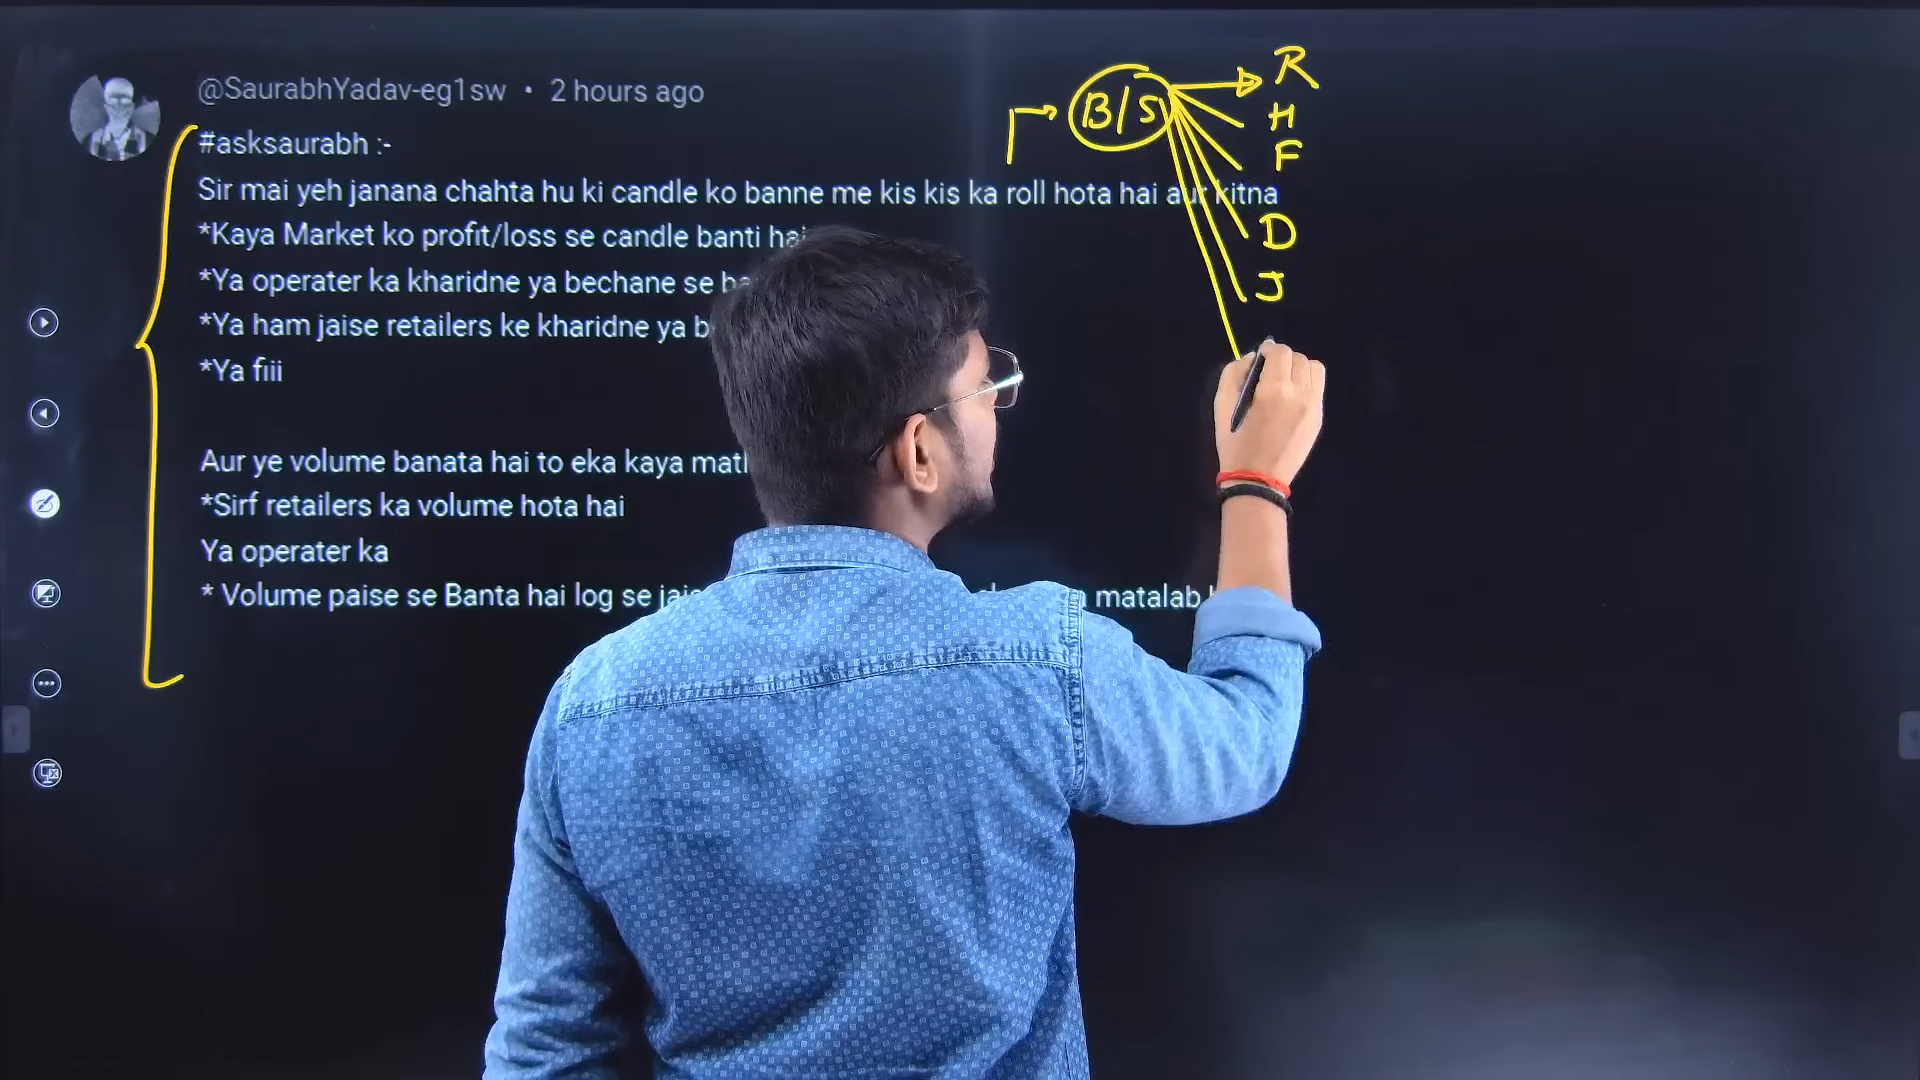 @SaurabhYadav-eg1sw • 2 hours ago
#asksaurabh :-
Sir mai yeh janana chahta hu ki candle ko banne me kis kis ka roll hota hai aur kitna
*Kaya Market ko profit/loss se candle banti hai
*Ya operater ka kharidne ya bechane se
*Ya ham jaise retailers ke kharidne ya
*Ya fiii
Aur ye volume banata hai to eka kaya
*Sirf retailers ka volume hota hai
Ya operater ka
* Volume paise se Banta hai log se matalab
B/S
R
H
F
D
J